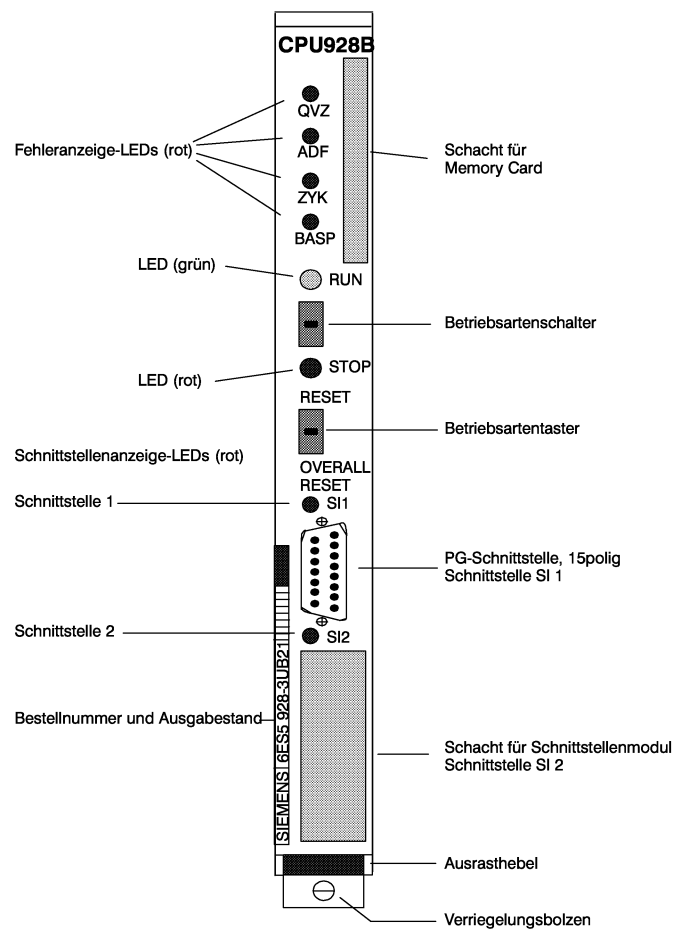 CPU928B
QVZ
Fehleranzeige-LEDs (rot)
ADF
Schacht für
Memory Card
ZYK
BASP
LED (grün)
RUN
Betriebsartenschalter
STOP
LED (rot)
RESET
Betriebsartentaster
Schnittstellenanzeige-LEDs (rot)
OVERALL
RESET
Schnittstelle 1
SI1
PG-Schnittstelle, 15polig
Schnittstelle SI 1
Schnittstelle 2
SI2
SIEMENS 6ES5 928-3UB21
Bestellnummer und Ausgabestand
Schacht für Schnittstellenmodul
Schnittstelle SI 2
Ausrasthebel
Verriegelungsbolzen